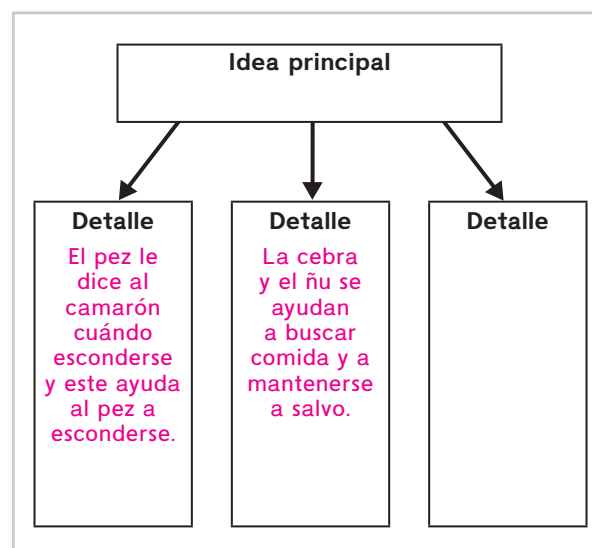 Idea principal
Detalle
El pez le
dice al
camarón
cuándo
esconderse
y este ayuda
al pez a
esconderse.
Detalle
La cebra
y el ñu se
ayudan
a buscar
comida y a
mantenerse
a salvo.
Detalle